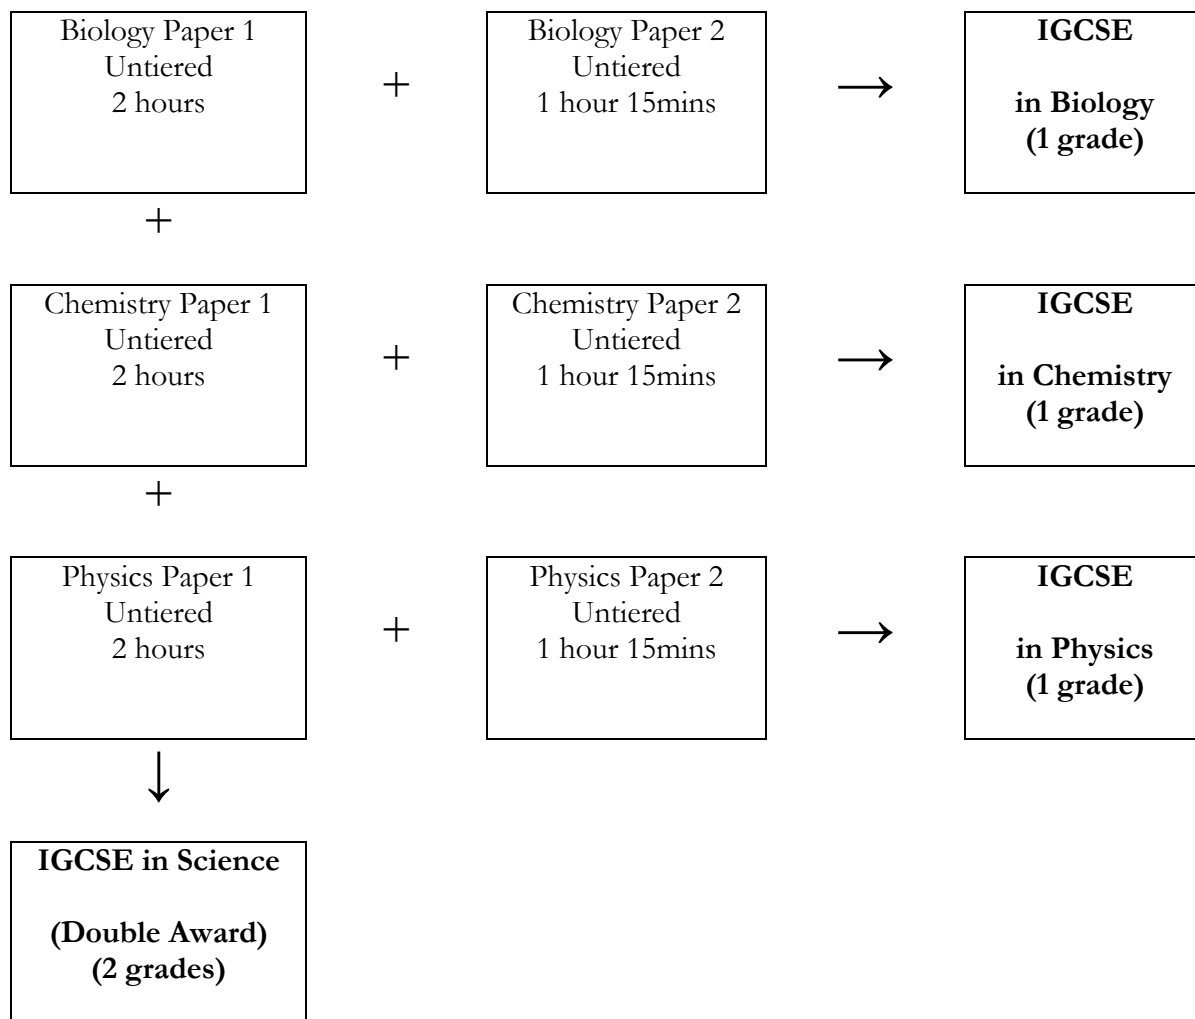 Biology Paper 1
Untiered
2 hours
+
Biology Paper 2
Untiered
1 hour 15mins
→
IGCSE
in Biology
(1 grade)
+
Chemistry Paper 1
Untiered
2 hours
+
Chemistry Paper 2
Untiered
1 hour 15mins
→
IGCSE
in Chemistry
(1 grade)
+
Physics Paper 1
Untiered
2 hours
+
Physics Paper 2
Untiered
1 hour 15mins
→
IGCSE
in Physics
(1 grade)
↓
IGCSE in Science
(Double Award)
(2 grades)